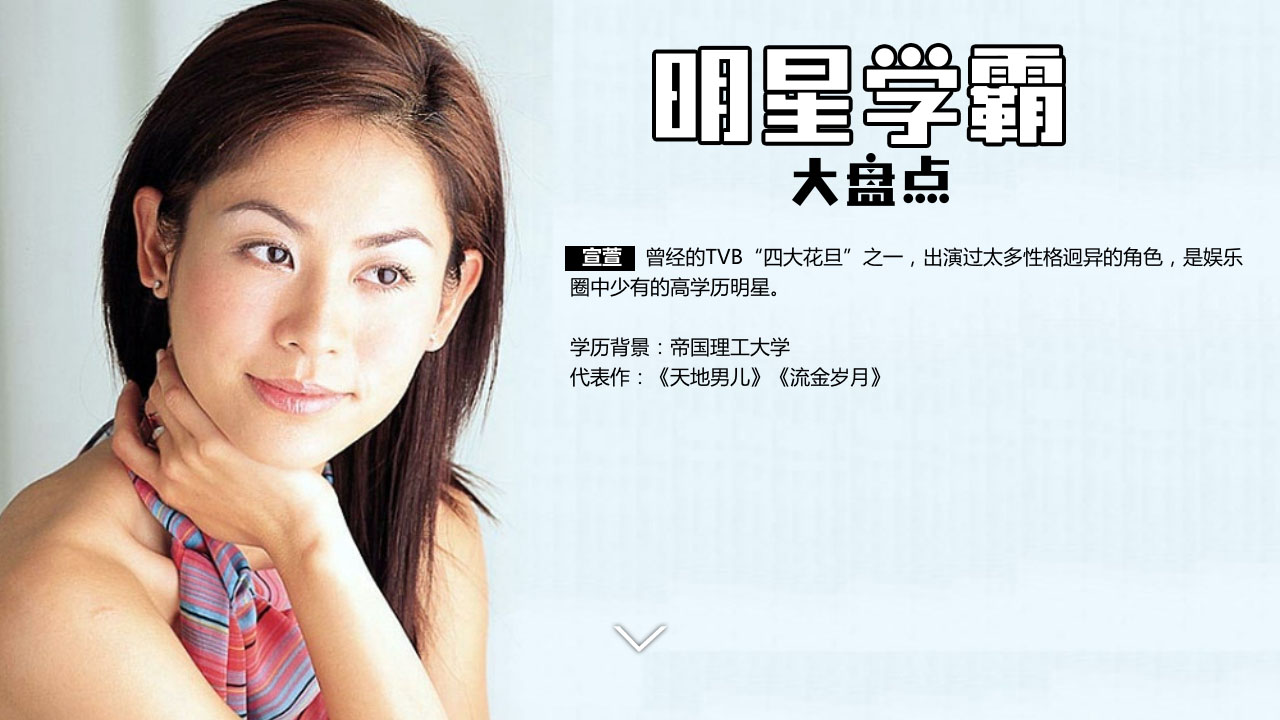 明星学霸
大盘点
宣萱 曾经的TVB“四大花旦”之一，出演过太多性格迥异的角色，是娱乐
圈中少有的高学历明星。
学历背景：帝国理工大学
代表作：《天地男儿》《流金岁月》